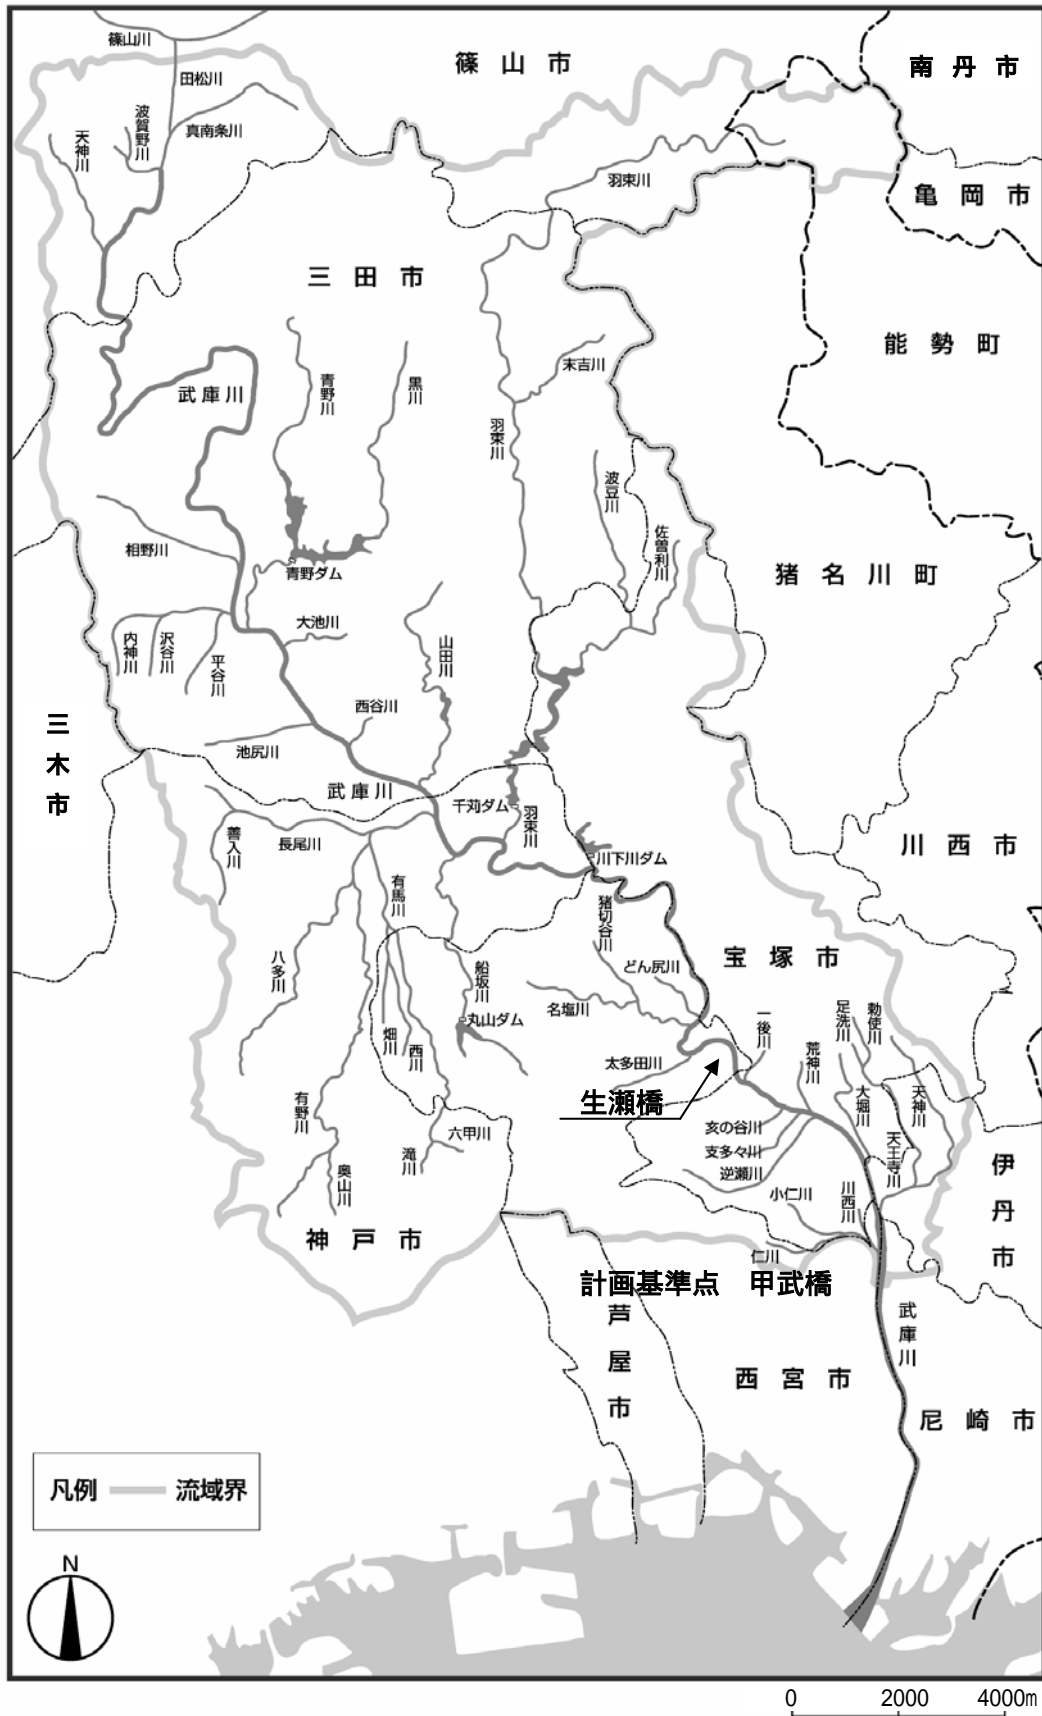 篠山川
篠山市
南丹市
田松川
波賀野川
真南条川
天神川
羽束川
亀岡市
三田市
能勢町
末吉川
武庫川
青野川
黒川
羽束川
波豆川
佐曽利川
相野川
青野ダム
猪名川町
大池川
内神川
沢谷川
平谷川
山田川
西谷川
三木市
池尻川
武庫川
千苅ダム
羽束川
善入川
長尾川
川西市
川下川ダム
有馬川
猪切谷川
八多川
船坂川
どん尻川
宝塚市
名塩川
丸山ダム
畑川
西川
一後川
足洗川
勅使川
荒神川
太多田川
生瀬橋
大堀川
天神川
有野川
六甲川
滝川
亥の谷川
支多々川
逆瀬川
天王寺川
奥山川
小仁川
川西川
伊丹市
神戸市
仁川
計画基準点 甲武橋
芦屋市
武庫川
西宮市
尼崎市
凡例 流域界
N
0 2000 4000m